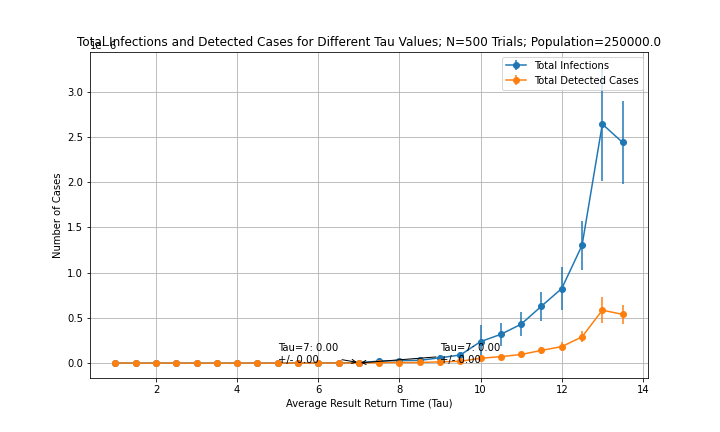 Total Infections and Detected Cases for Different Tau Values; N=500 Trials; Population=250000.0
Total Infections
Total Detected Cases
3.0
2.5
2.0
1.5
1.0
0.5
0.0
Number of Cases
Tau=7: 0.00
+/- 0.00
Tau=7: 0.00
+/- 0.00
2 4 6 8 10 12 14
Average Result Return Time (Tau)